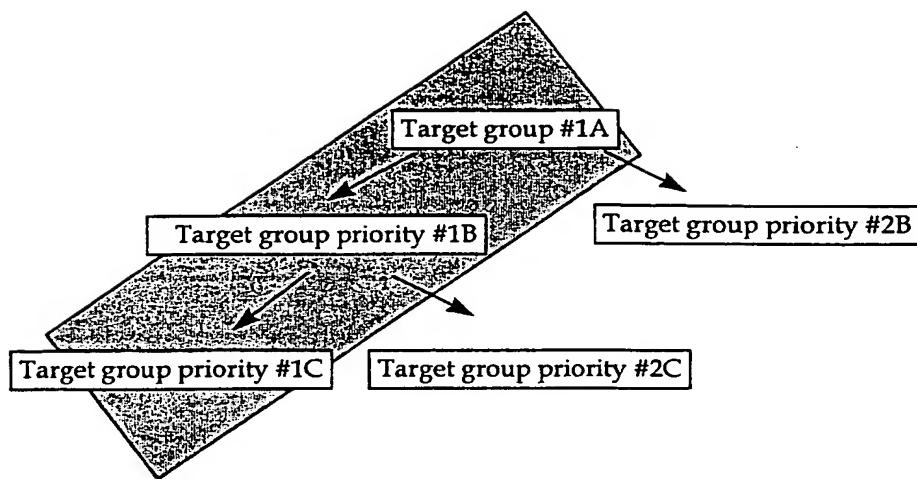 Target group #1A
Target group priority #2B
Target group priority #1B
Target group priority #1C
Target group priority #2C